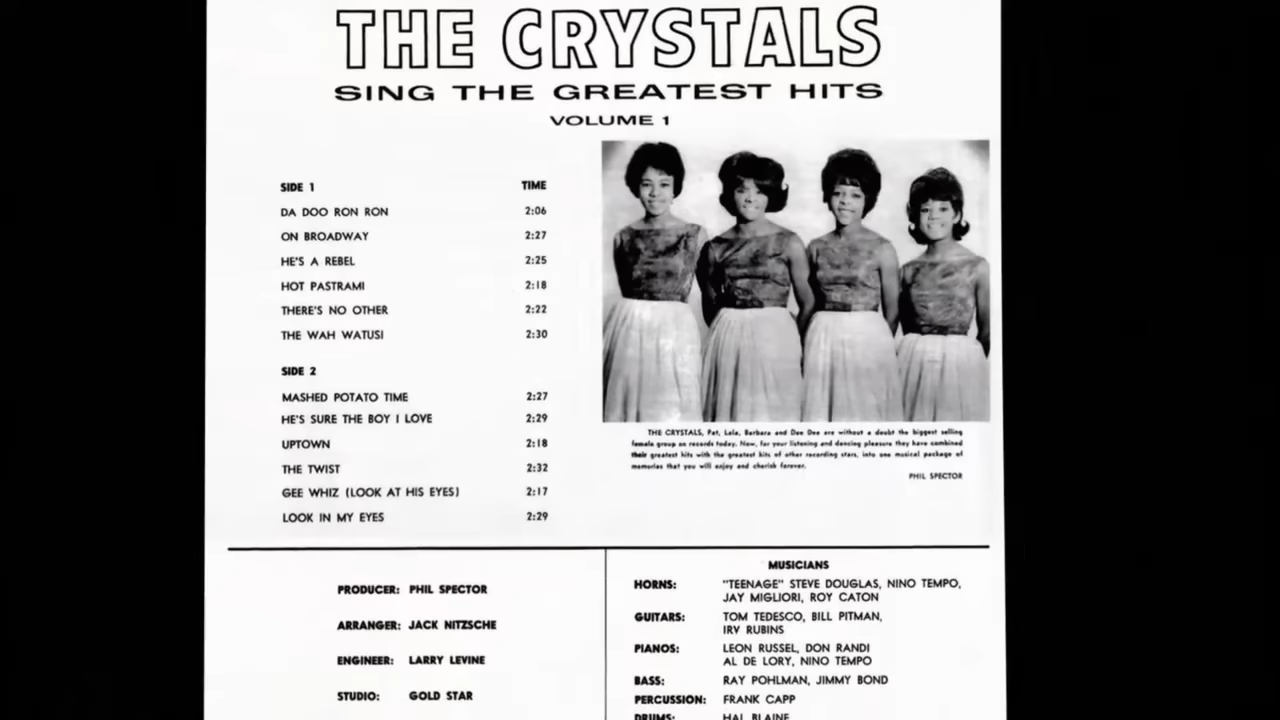 THE CRYSTALS
SING THE GREATEST HITS
VOLUME 1
SIDE 1 TIME
DA DOO RON RON 2:06
ON BROADWAY 2:27
HE'S A REBEL 2:25
HOT PASTRAMI 2:18
THERE'S NO OTHER 2:22
THE WAH WATUSI 2:30
SIDE 2
MASHED POTATO TIME 2:27
HE'S SURE THE BOY I LOVE 2:29
UPTOWN 2:18
THE TWIST 2:32
GEE WHIZ (LOOK AT HIS EYES) 2:17
LOOK IN MY EYES 2:29
THE CRYSTALS, Pat, Lala, Barbara and Dee Dee are without a doubt the biggest selling
female group on records today. Now, for your listening and dancing pleasure they have combined
their greatest hits with the greatest hits of other recording stars, into one musical package of
memories that you will enjoy and cherish forever.
PHIL SPECTOR
PRODUCER: PHIL SPECTOR
ARRANGER: JACK NITZSCHE
ENGINEER: LARRY LEVINE
STUDIO: GOLD STAR
MUSICIANS
HORNS: "TEENAGE" STEVE DOUGLAS, NINO TEMPO,
JAY MIGLIORI, ROY CATON
GUITARS: TOM TEDESCO, BILL PITMAN,
IRV RUBINS
PIANOS: LEON RUSSEL, DON RANDI
AL DE LORY, NINO TEMPO
BASS: RAY POHLMAN, JIMMY BOND
PERCUSSION: FRANK CAPP
DRUMS: HAL BLAINE